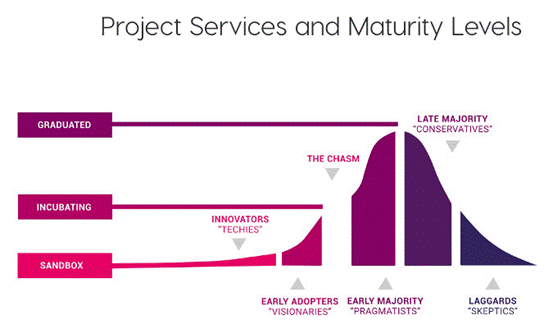 Project Services and Maturity Levels
GRADUATED
LATE MAJORITY
"CONSERVATIVES"
THE CHASM
INCUBATING
INNOVATORS
"TECHIES"
SANDBOX
EARLY ADOPTERS
"VISIONARIES"
EARLY MAJORITY
"PRAGMATISTS"
LAGGARDS
"SKEPTICS"